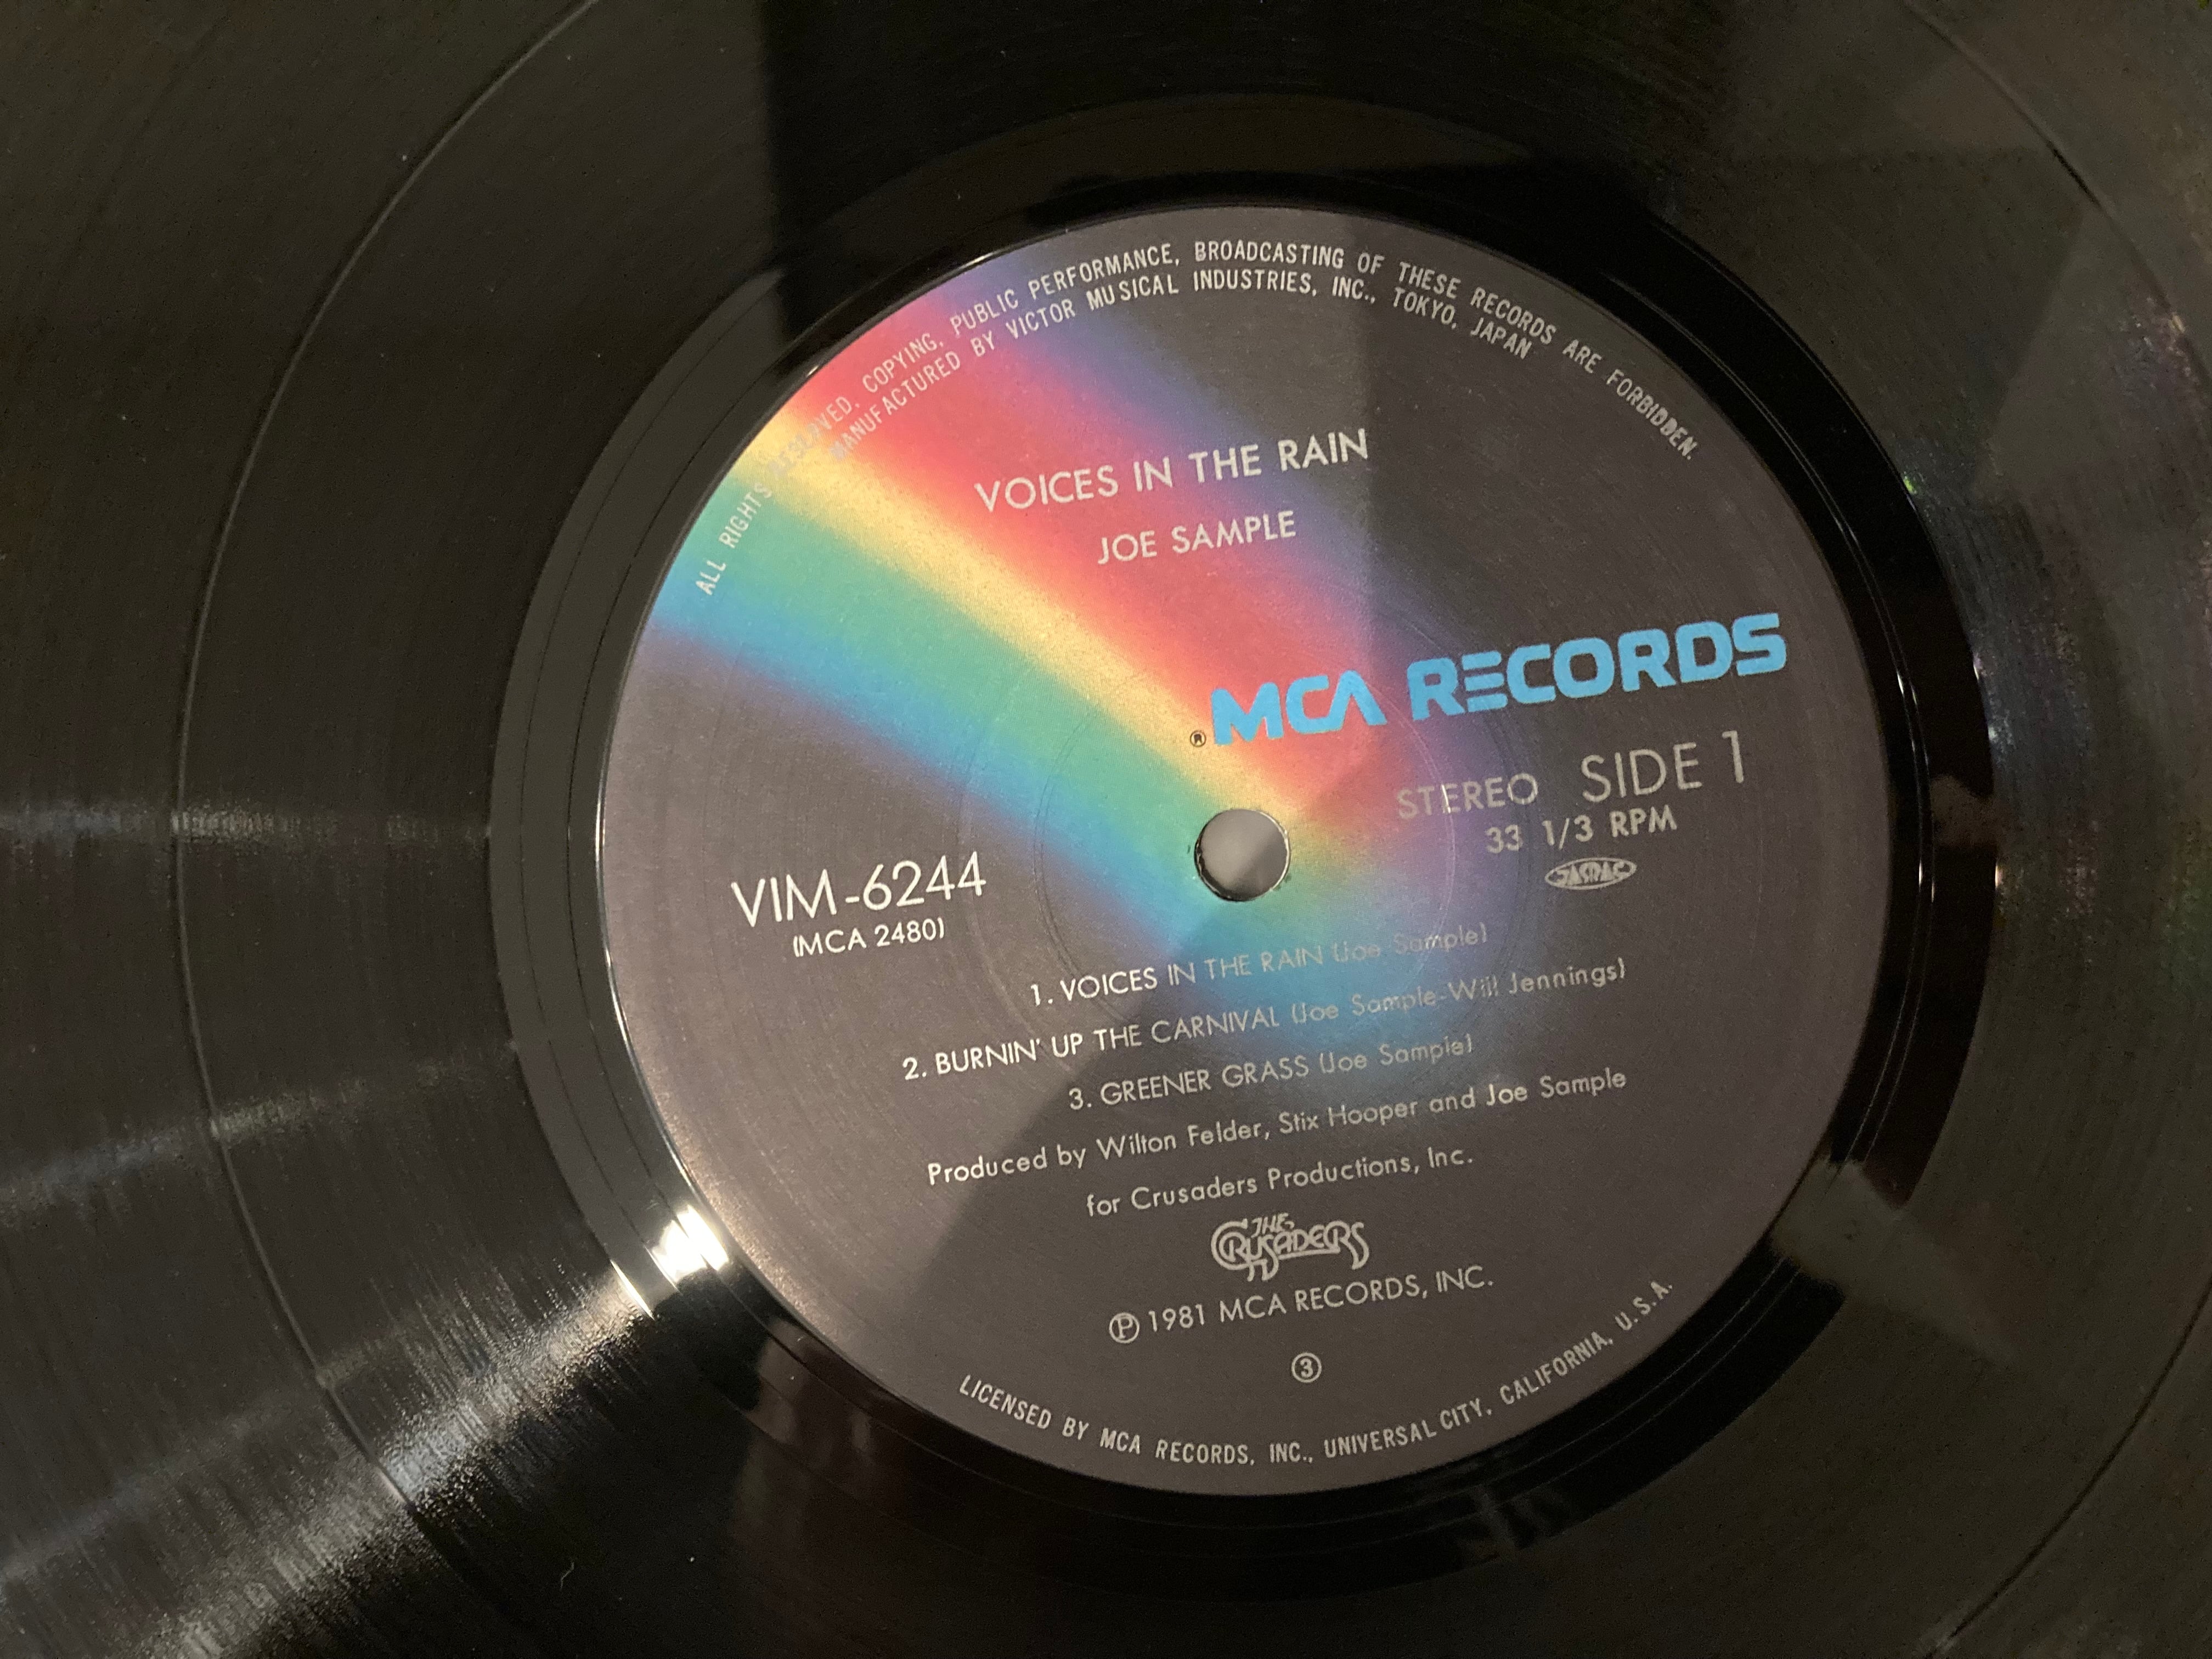 ALL RIGHTS RESERVED. COPYING, PUBLIC PERFORMANCE, BROADCASTING OF THESE RECORDS ARE FORBIDDEN.
MANUFACTURED BY VICTOR MUSICAL INDUSTRIES, INC., TOKYO, JAPAN
VOICES IN THE RAIN
JOE SAMPLE
® MCA RECORDS
STEREO SIDE 1
33 1/3 RPM
JASRAC
VIM-6244
(MCA 2480)
1. VOICES IN THE RAIN (Joe Sample)
2. BURNIN' UP THE CARNIVAL (Joe Sample-Will Jennings)
3. GREENER GRASS (Joe Sample)
Produced by Wilton Felder, Stix Hooper and Joe Sample
for Crusaders Productions, Inc.
THE CRUSADERS
Ⓟ 1981 MCA RECORDS, INC.
③
LICENSED BY MCA RECORDS, INC., UNIVERSAL CITY, CALIFORNIA, U.S.A.